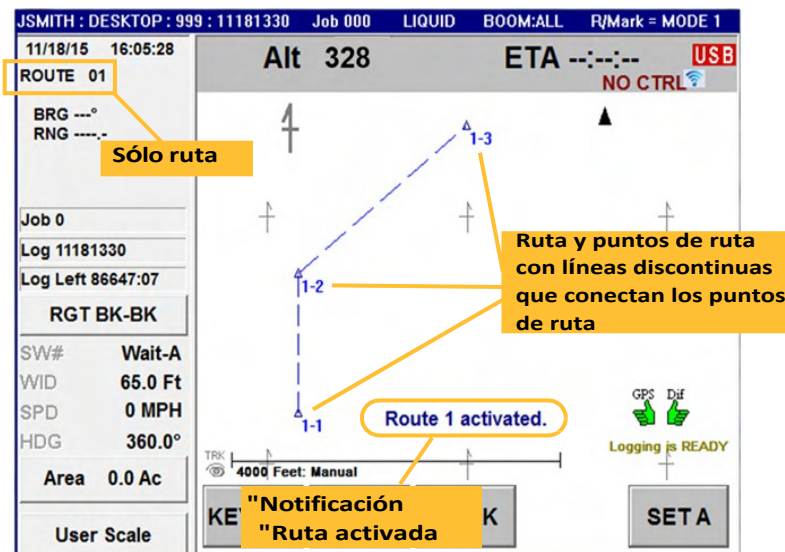 JSMITH : DESKTOP : 999 : 11181330 Job 000 LIQUID BOOM:ALL R/Mark = MODE 1
11/18/15 16:05:28
ROUTE 01
BRG ---°
RNG ----.-
Sólo ruta
Job 0
Log 11181330
Log Left 86647:07
RGT BK-BK
SW# Wait-A
WID 65.0 Ft
SPD 0 MPH
HDG 360.0°
Area 0.0 Ac
User Scale
Alt 328 ETA --:--:-- USB
NO CTRL
1-3
1-2
1-1
Ruta y puntos de ruta
con líneas discontinuas
que conectan los puntos
de ruta
Route 1 activated.
GPS Dif
Logging is READY
TRK
4000 Feet: Manual
"Notificación
"Ruta activada
SET A